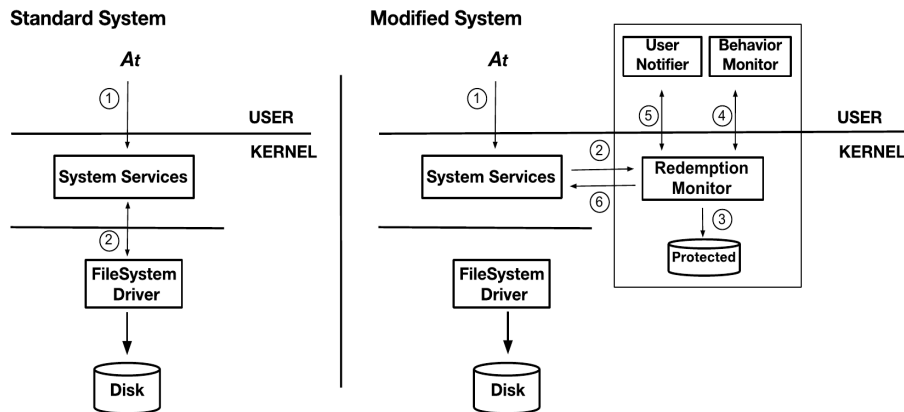 Standard System
At
1
USER
KERNEL
System Services
2
FileSystem
Driver
Disk
Modified System
At
1
User
Notifier
Behavior
Monitor
5
4
USER
KERNEL
System Services
2
6
Redemption
Monitor
3
Protected
FileSystem
Driver
Disk